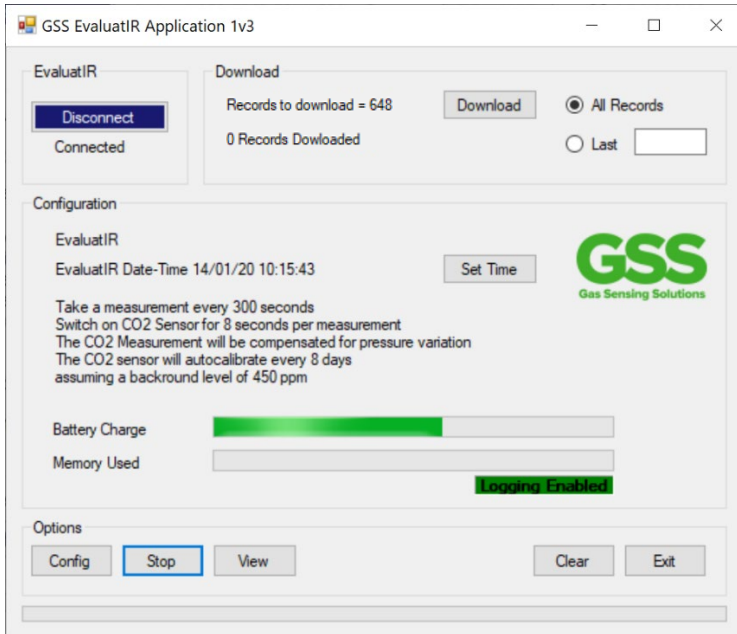 GSS EvaluatIR Application 1v3
EvaluatIR
Disconnect
Connected
Download
Records to download = 648
Download
All Records
0 Records Dowloaded
Last
Configuration
EvaluatIR
EvaluatIR Date-Time 14/01/20 10:15:43
Set Time
GSS
Gas Sensing Solutions
Take a measurement every 300 seconds
Switch on CO2 Sensor for 8 seconds per measurement
The CO2 Measurement will be compensated for pressure variation
The CO2 sensor will autocalibrate every 8 days
assuming a backround level of 450 ppm
Battery Charge
Memory Used
Logging Enabled
Options
Config
Stop
View
Clear
Exit